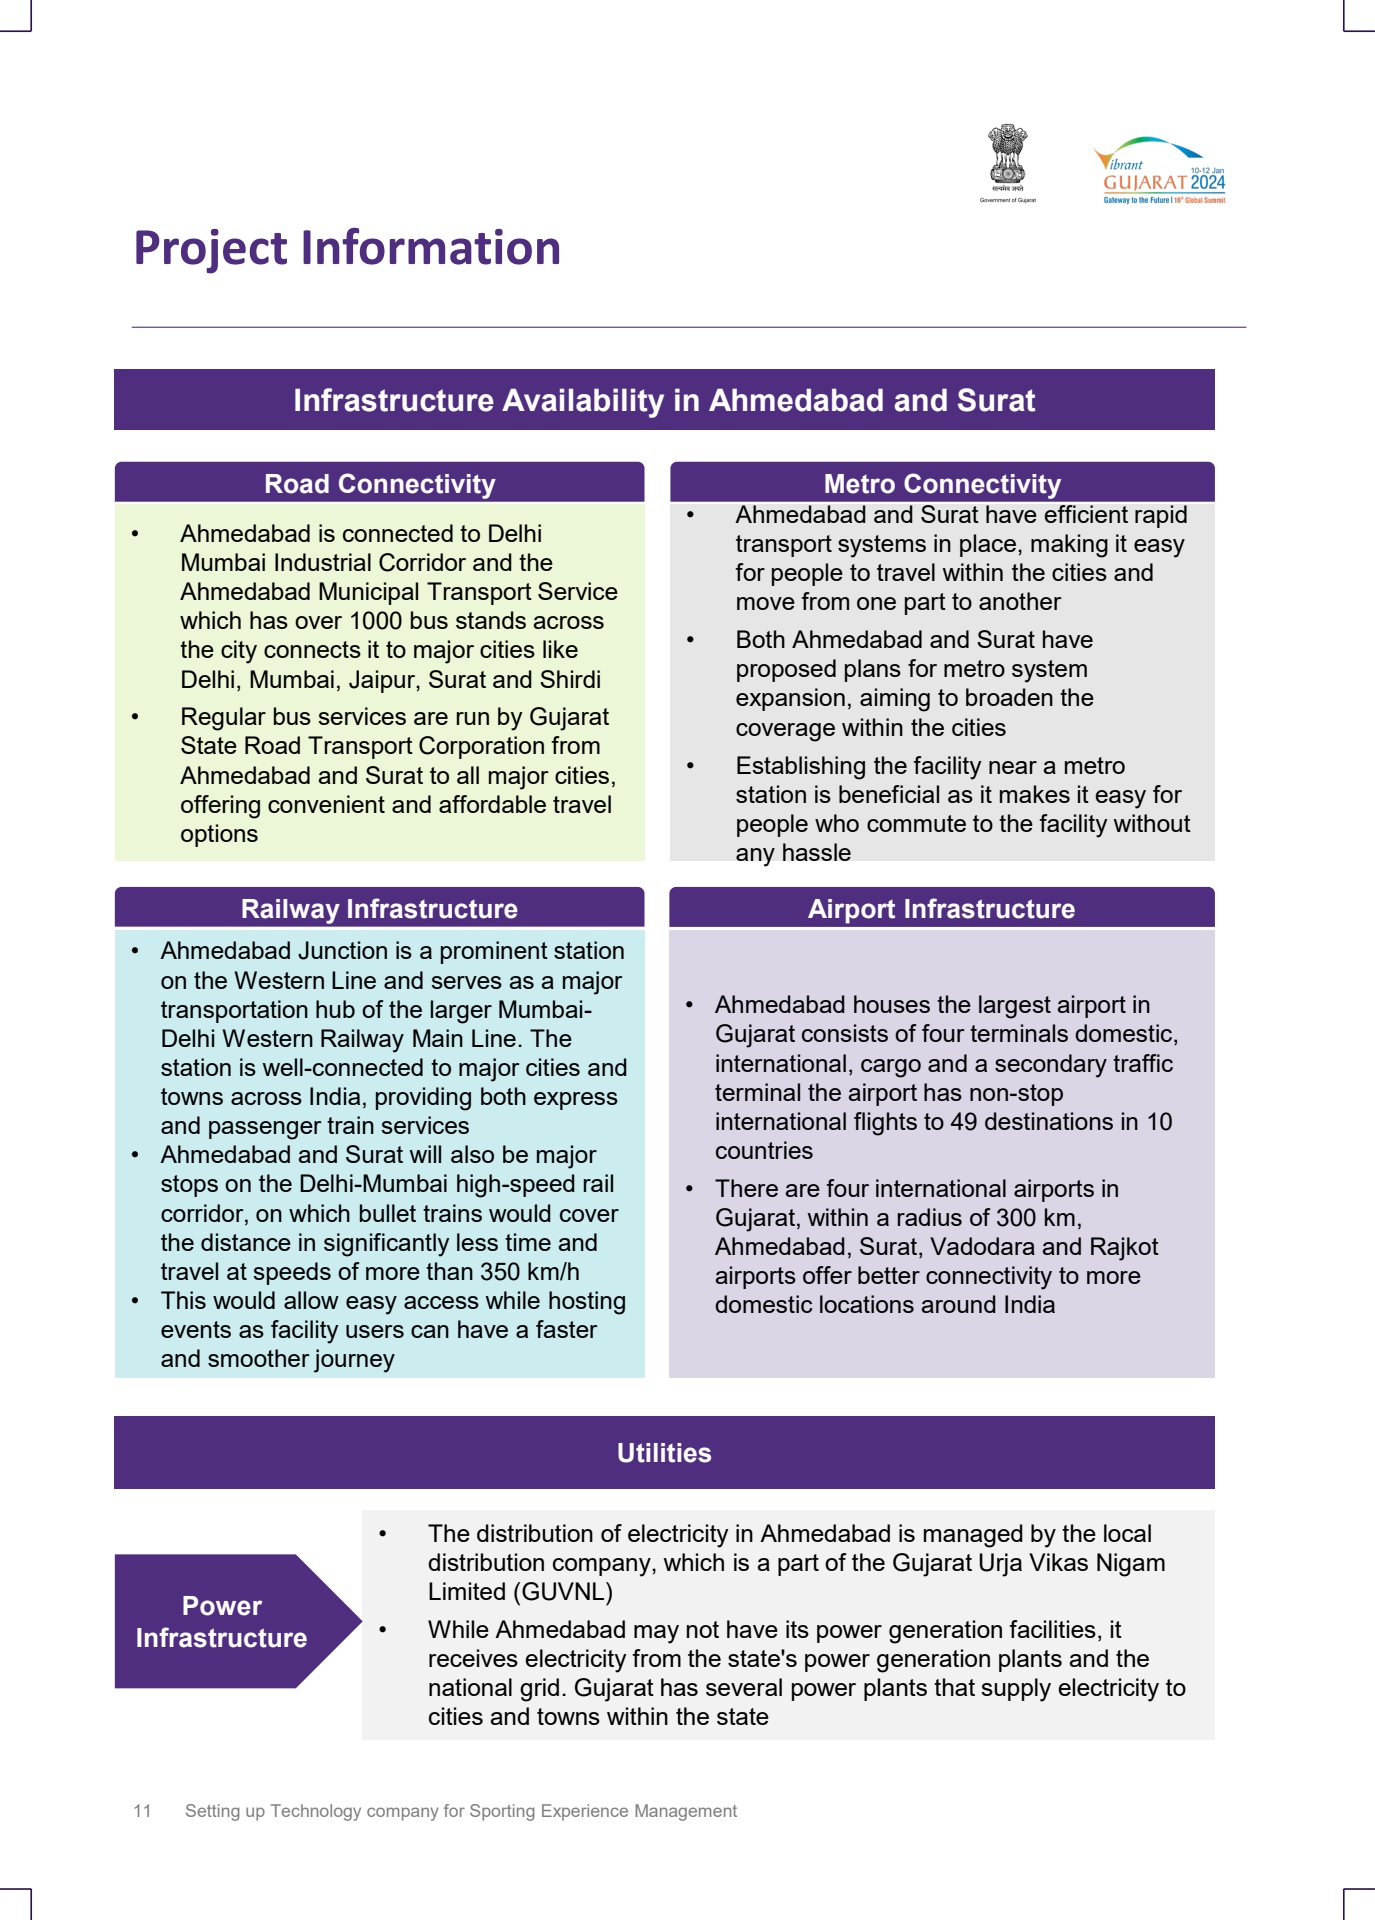 सत्यमेव जयते
Government of Gujarat
Vibrant
10-12 Jan
GUJARAT 2024
Gateway to the Future | 10th Global Summit
Project Information
Infrastructure Availability in Ahmedabad and Surat
Road Connectivity
• Ahmedabad is connected to Delhi
Mumbai Industrial Corridor and the
Ahmedabad Municipal Transport Service
which has over 1000 bus stands across
the city connects it to major cities like
Delhi, Mumbai, Jaipur, Surat and Shirdi
• Regular bus services are run by Gujarat
State Road Transport Corporation from
Ahmedabad and Surat to all major cities,
offering convenient and affordable travel
options
Metro Connectivity
• Ahmedabad and Surat have efficient rapid
transport systems in place, making it easy
for people to travel within the cities and
move from one part to another
• Both Ahmedabad and Surat have
proposed plans for metro system
expansion, aiming to broaden the
coverage within the cities
• Establishing the facility near a metro
station is beneficial as it makes it easy for
people who commute to the facility without
any hassle
Railway Infrastructure
• Ahmedabad Junction is a prominent station
on the Western Line and serves as a major
transportation hub of the larger Mumbai-
Delhi Western Railway Main Line. The
station is well-connected to major cities and
towns across India, providing both express
and passenger train services
• Ahmedabad and Surat will also be major
stops on the Delhi-Mumbai high-speed rail
corridor, on which bullet trains would cover
the distance in significantly less time and
travel at speeds of more than 350 km/h
• This would allow easy access while hosting
events as facility users can have a faster
and smoother journey
Airport Infrastructure
• Ahmedabad houses the largest airport in
Gujarat consists of four terminals domestic,
international, cargo and a secondary traffic
terminal the airport has non-stop
international flights to 49 destinations in 10
countries
• There are four international airports in
Gujarat, within a radius of 300 km,
Ahmedabad, Surat, Vadodara and Rajkot
airports offer better connectivity to more
domestic locations around India
Utilities
Power
Infrastructure
• The distribution of electricity in Ahmedabad is managed by the local
distribution company, which is a part of the Gujarat Urja Vikas Nigam
Limited (GUVNL)
• While Ahmedabad may not have its power generation facilities, it
receives electricity from the state's power generation plants and the
national grid. Gujarat has several power plants that supply electricity to
cities and towns within the state
11 Setting up Technology company for Sporting Experience Management